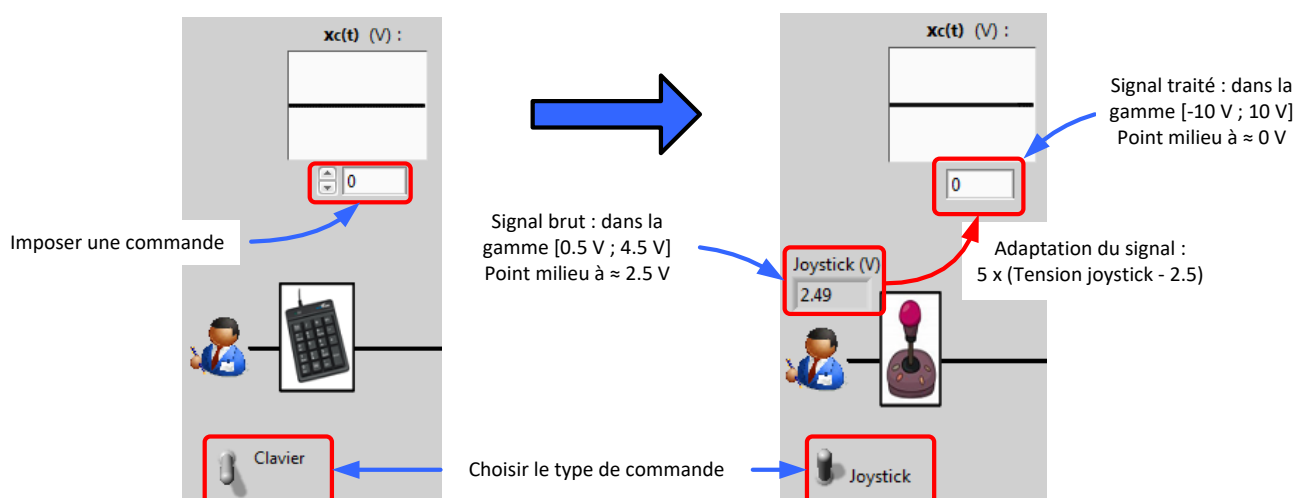 xc(t) (V) :
0
Imposer une commande
Clavier
Choisir le type de commande
xc(t) (V) :
Signal traité : dans la
gamme [-10 V ; 10 V]
Point milieu à ≈ 0 V
0
Signal brut : dans la
gamme [0.5 V ; 4.5 V]
Point milieu à ≈ 2.5 V
Adaptation du signal :
5 x (Tension joystick - 2.5)
Joystick (V)
2.49
Joystick